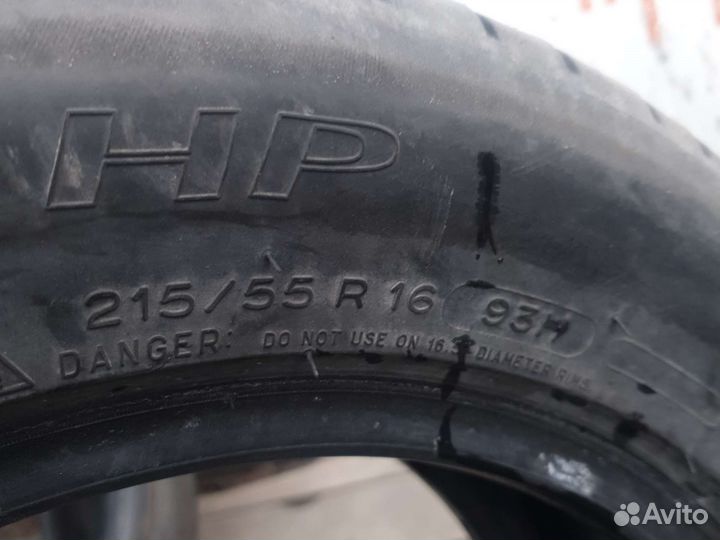 HP
215/55 R 16 93H
DANGER: DO NOT USE ON 16.5 DIAMETER RIMS
Avito